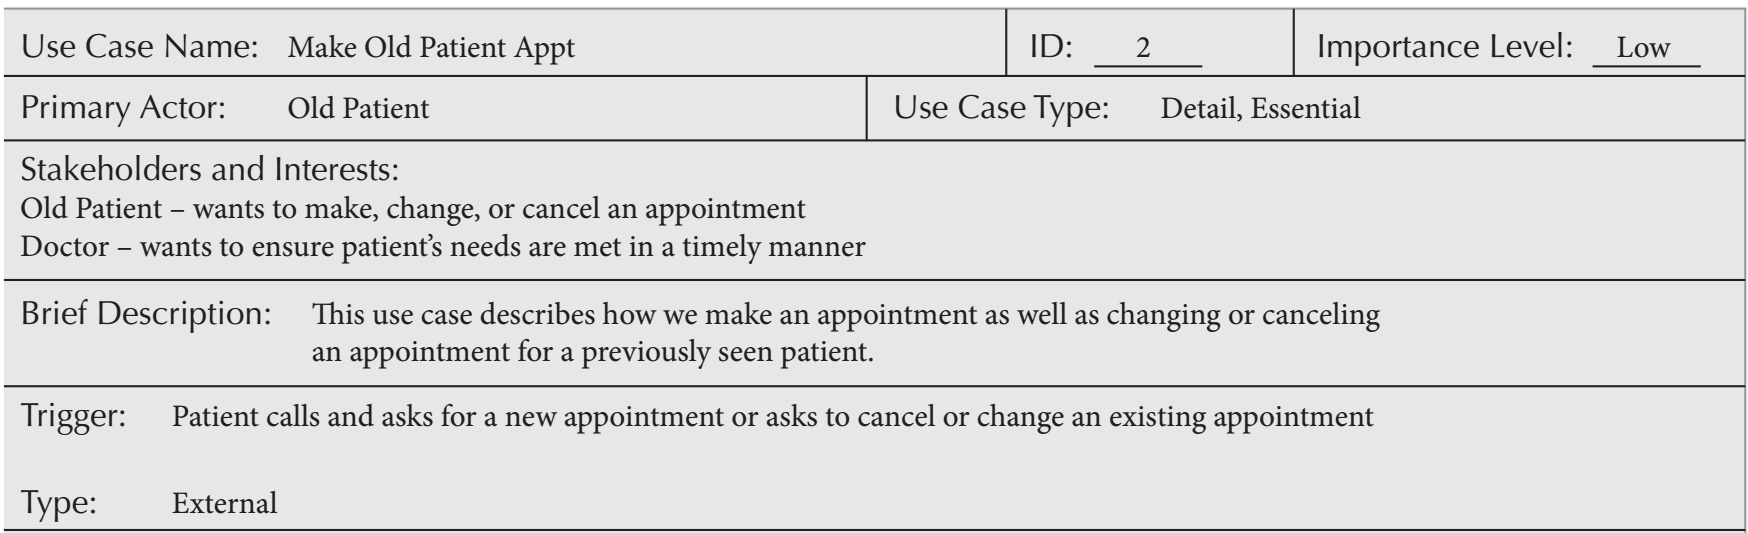 Use Case Name: Make Old Patient Appt ID: 2 Importance Level: Low
Primary Actor: Old Patient Use Case Type: Detail, Essential
Stakeholders and Interests:
Old Patient – wants to make, change, or cancel an appointment
Doctor – wants to ensure patient’s needs are met in a timely manner
Brief Description: This use case describes how we make an appointment as well as changing or canceling
an appointment for a previously seen patient.
Trigger: Patient calls and asks for a new appointment or asks to cancel or change an existing appointment
Type: External